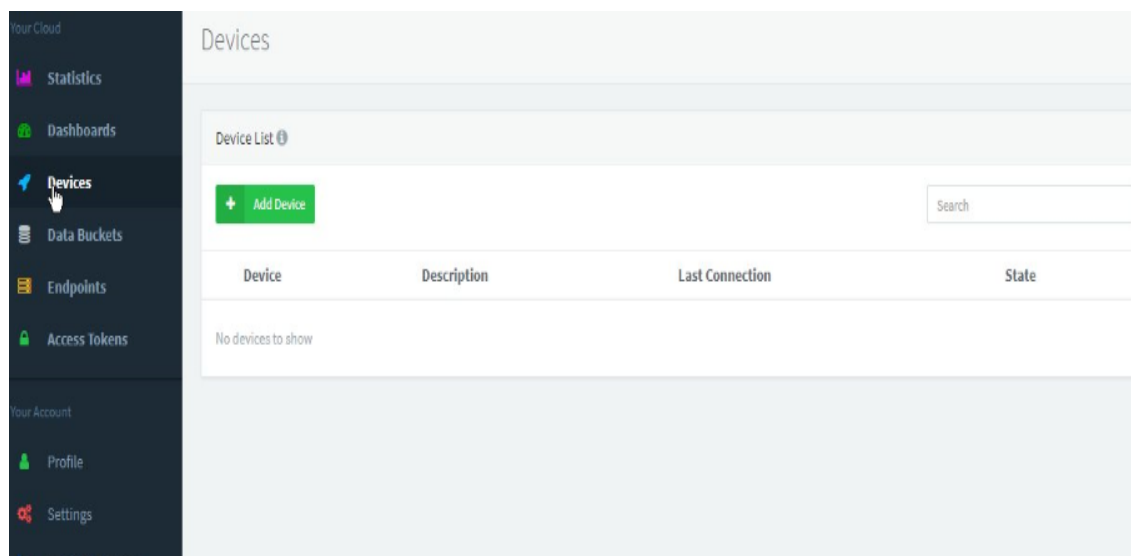 Your Cloud
Statistics
Dashboards
Devices
Data Buckets
Endpoints
Access Tokens
Your Account
Profile
Settings
Devices
Device List
Add Device
Search
Device Description Last Connection State
No devices to show